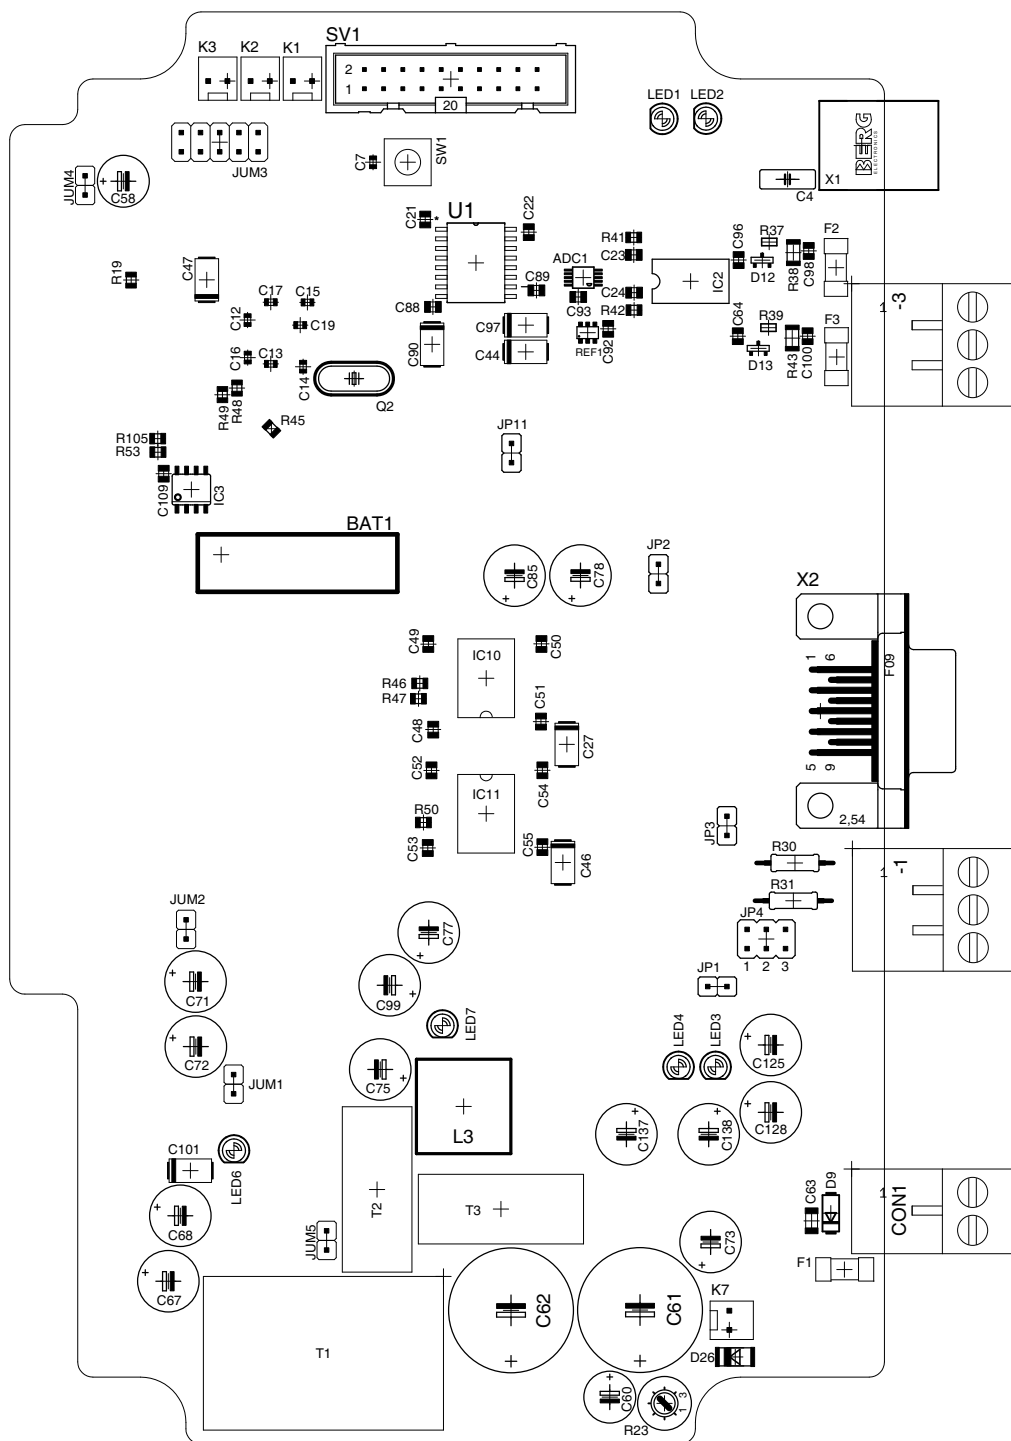 SV1
K3 K2 K1
2
1
20
LED1 LED2
BERG
ELECTRONICS
X1
C7
SW1
JUM3
JUM4
C58
C4
U1
C21
*
C22
R41
C23
ADC1
C96
R37
F2
R19
C47
C17
C15
C12
C19
C88
C89
C93
C24
R42
IC2
D12
R38
C98
1
-3
C97
C90
C44
REF1
C92
C64
R39
D13
R43
C100
F3
C16
C13
C14
Q2
R49
R48
R45
JP11
R105
R53
C109
IC3
BAT1
C85
C78
JP2
X2
C49
IC10
C50
R46
R47
C51
C48
C27
1
6
F09
5
9
2,54
C52
IC11
C54
R50
C53
C55
C46
JP3
R30
R31
1
-1
JUM2
C77
JP4
1 2 3
C71
C99
JP1
LED7
LED4
LED3
C72
C125
JUM1
C75
L3
C128
C137
C138
C101
LED6
T2
T3
C63
D9
1
CON1
C68
JUM5
C73
F1
C67
C62
C61
K7
T1
D26
C60
R23
1
3